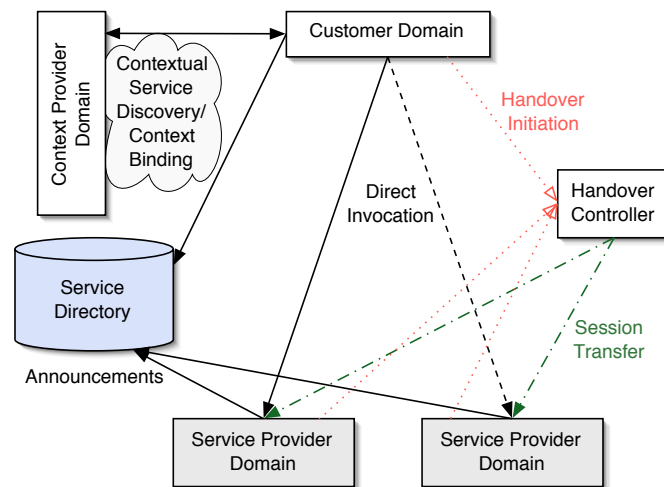 Customer Domain
Context Provider
Domain
Contextual
Service
Discovery/
Context
Binding
Handover
Initiation
Direct
Invocation
Handover
Controller
Service
Directory
Session
Transfer
Announcements
Service Provider
Domain
Service Provider
Domain